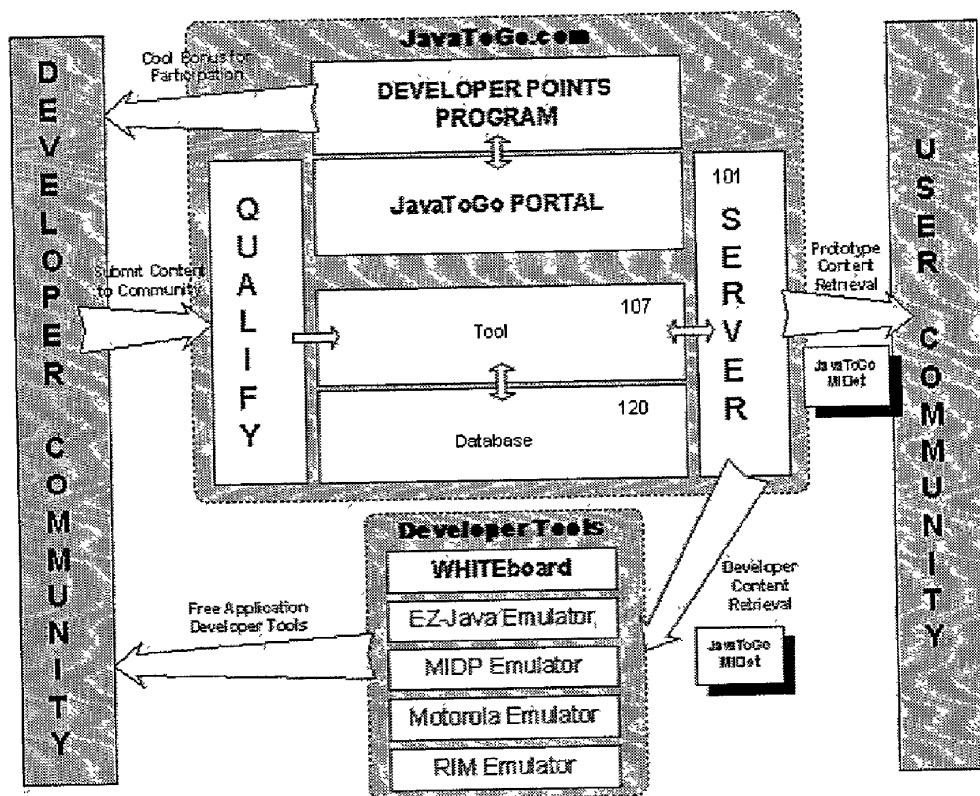 JavaToGo.com
DEVELOPER COMMUNITY
Cool Bonus for
Participation
DEVELOPER POINTS
PROGRAM
JavaToGo PORTAL
QUALIFY
101
SERVER
USER COMMUNITY
Submit Content
to Community
Prototype
Content
Retrieval
107
Tool
JavaToGo
MIDlet
120
Database
Developer Tools
WHITEboard
EZ-Java Emulator
MIDP Emulator
Motorola Emulator
RIM Emulator
Free Application
Developer Tools
Developer
Content
Retrieval
JavaToGo
MIDlet